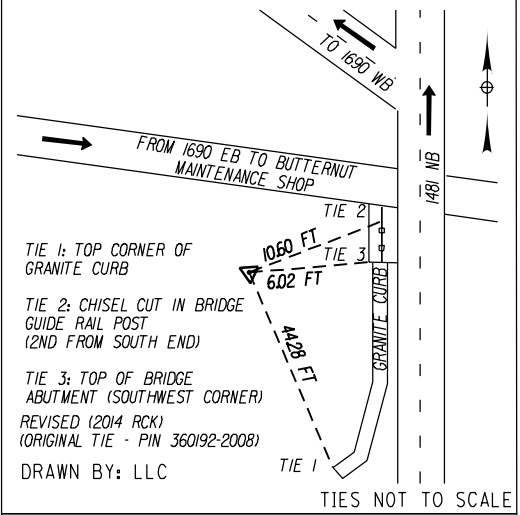 TO 1690 WB
1481 NB
FROM 1690 EB TO BUTTERNUT
MAINTENANCE SHOP
TIE 2
10.60 FT
TIE 3
6.02 FT
44.28 FT
GRANITE CURB
TIE 1
TIE 1: TOP CORNER OF
GRANITE CURB
TIE 2: CHISEL CUT IN BRIDGE
GUIDE RAIL POST
(2ND FROM SOUTH END)
TIE 3: TOP OF BRIDGE
ABUTMENT (SOUTHWEST CORNER)
REVISED (2014 RCK)
(ORIGINAL TIE - PIN 360192-2008)
DRAWN BY: LLC
TIES NOT TO SCALE